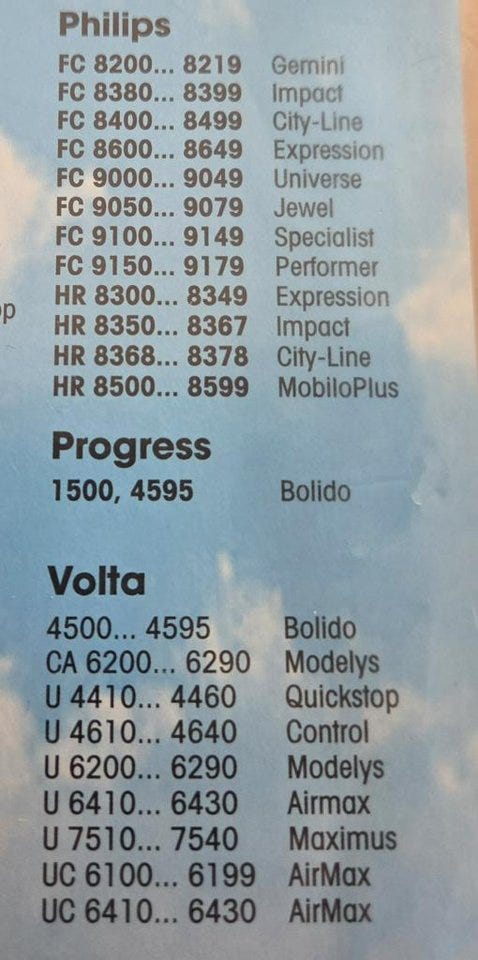 Philips
FC 8200... 8219 Gemini
FC 8380... 8399 Impact
FC 8400... 8499 City-Line
FC 8600... 8649 Expression
FC 9000... 9049 Universe
FC 9050... 9079 Jewel
FC 9100... 9149 Specialist
FC 9150... 9179 Performer
HR 8300... 8349 Expression
HR 8350... 8367 Impact
HR 8368... 8378 City-Line
HR 8500... 8599 MobiloPlus
Progress
1500, 4595 Bolido
Volta
4500... 4595 Bolido
CA 6200... 6290 Modelys
U 4410... 4460 Quickstop
U 4610... 4640 Control
U 6200... 6290 Modelys
U 6410... 6430 Airmax
U 7510... 7540 Maximus
UC 6100... 6199 AirMax
UC 6410... 6430 AirMax